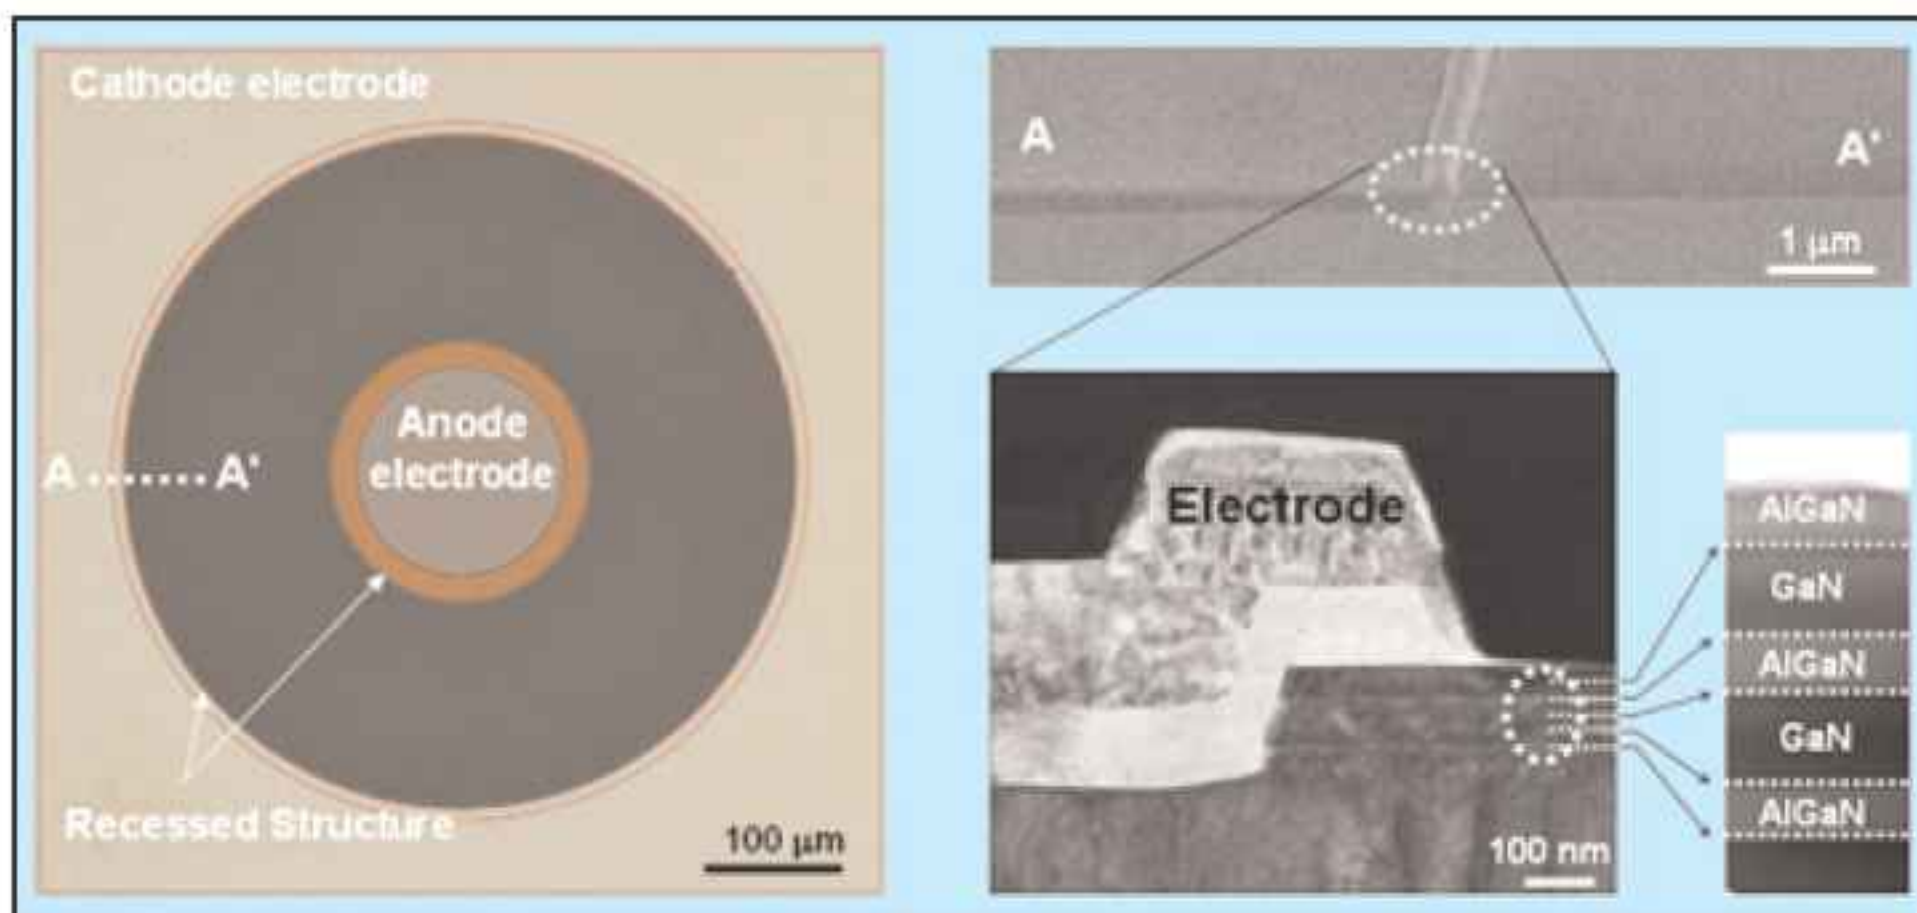 Cathode electrode
Anode
electrode
A
A'
Recessed Structure
100 μm
A
A'
1 μm
Electrode
100 nm
AlGaN
GaN
AlGaN
GaN
AlGaN